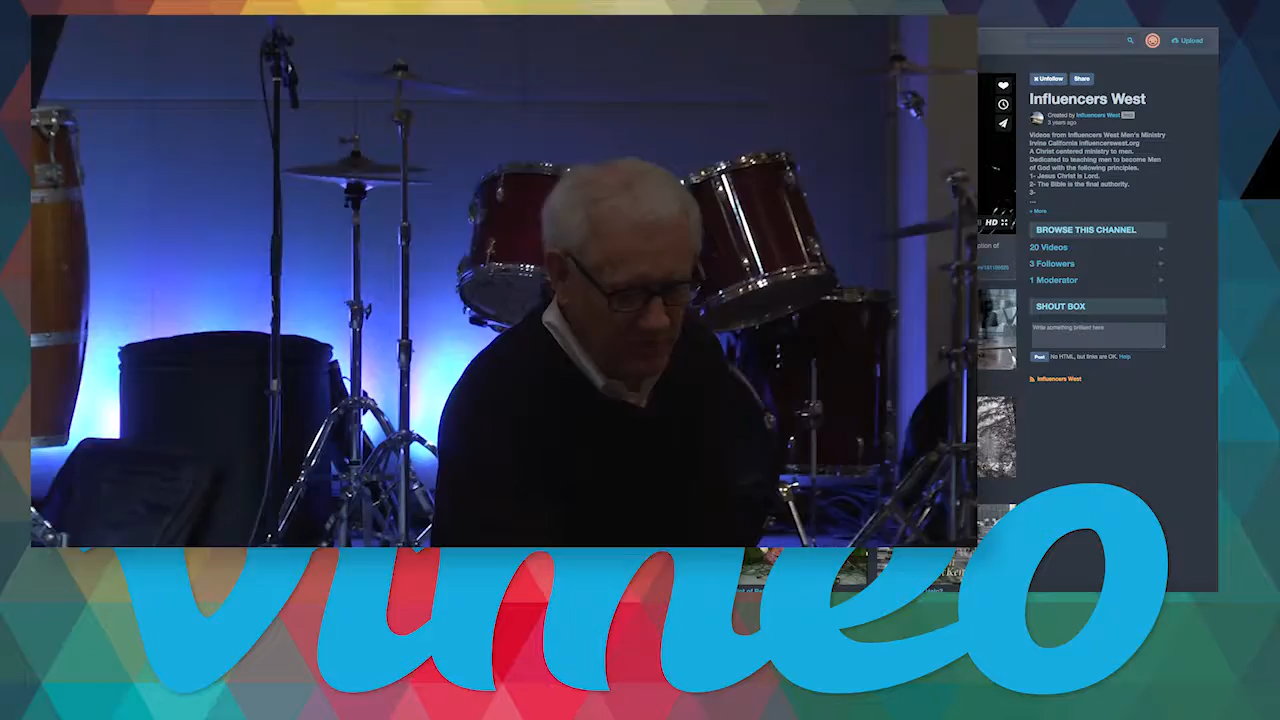 Upload
Unfollow Share
Influencers West
Created by Influencers West
3 years ago
Videos from Influencers West Men's Ministry
Irvine California Influencerswest.org
A Christ centered ministry to men.
Dedicated to teaching men to become Men
of God with the following principles.
1- Jesus Christ is Lord.
2- The Bible is the final authority.
3-
...
+ More
HD
BROWSE THIS CHANNEL
20 Videos
3 Followers
1 Moderator
SHOUT BOX
Write something brilliant here
Post No HTML, but links are OK. Help
Influencers West
vimeo